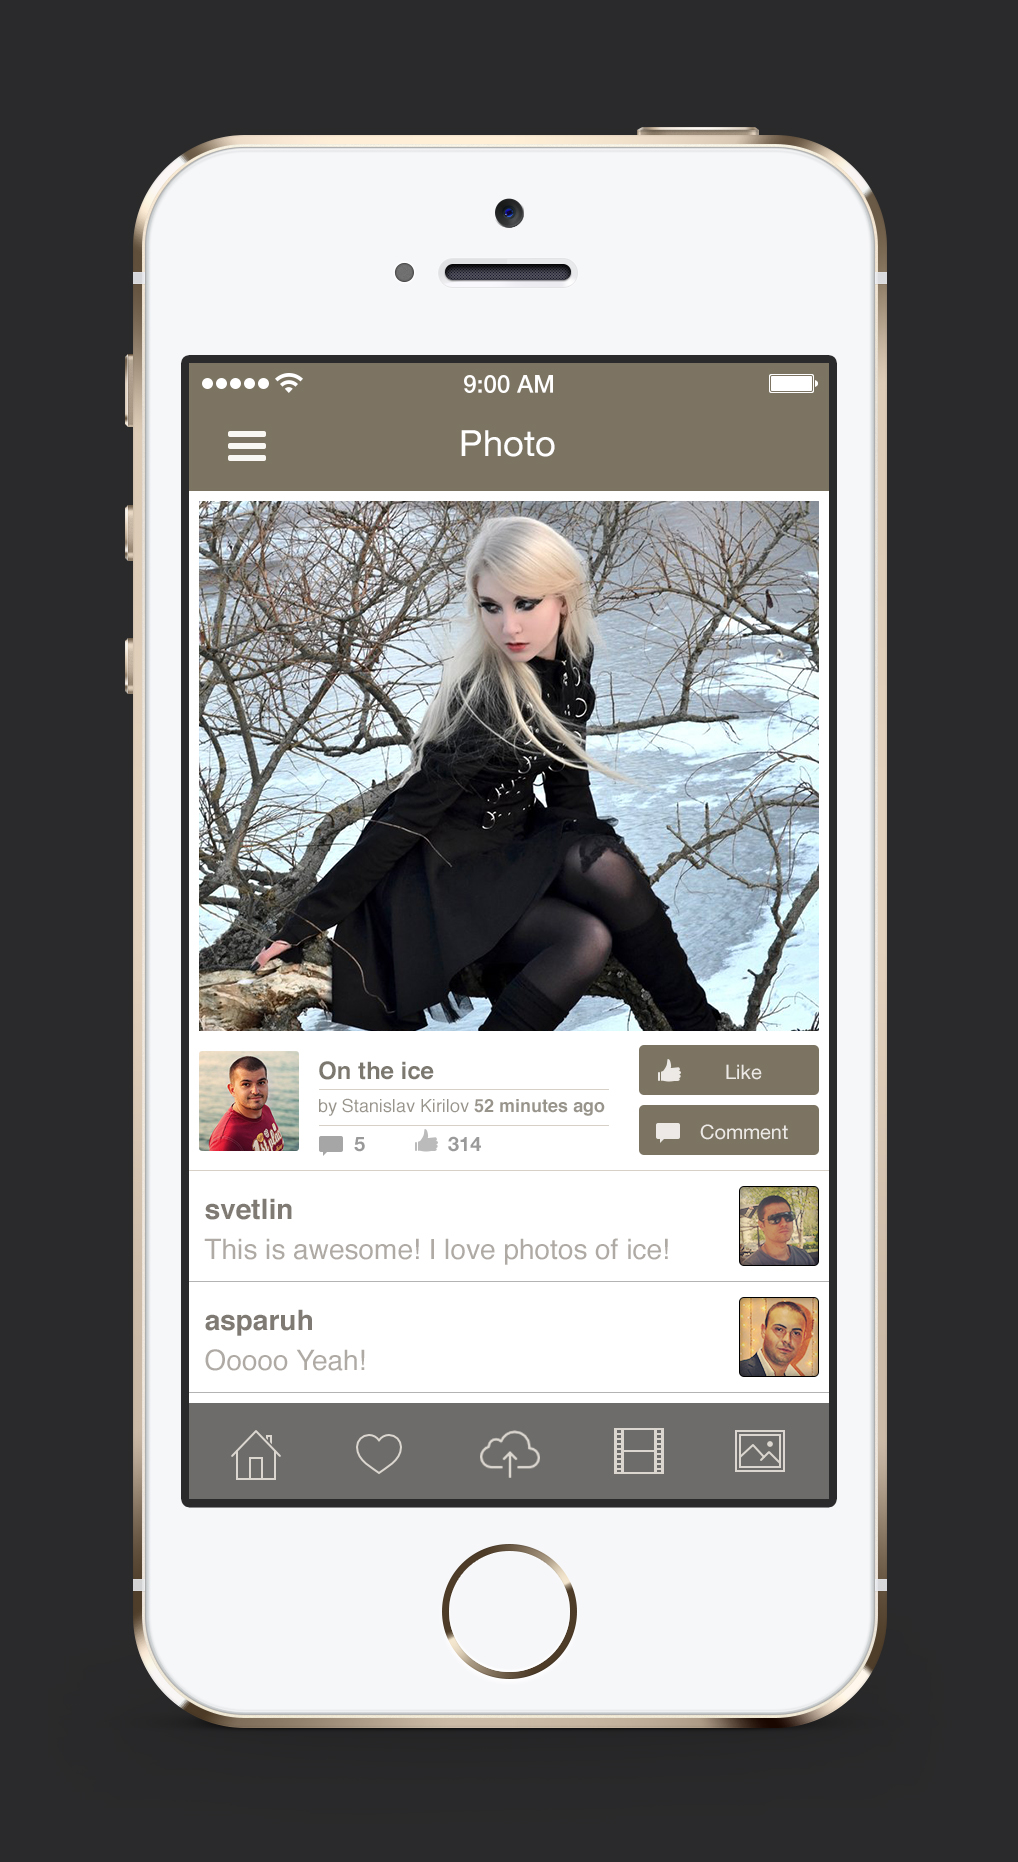 9:00 AM
Photo
On the ice
by Stanislav Kirilov 52 minutes ago
5 314
Like
Comment
svetlin
This is awesome! I love photos of ice!
asparuh
Ooooo Yeah!